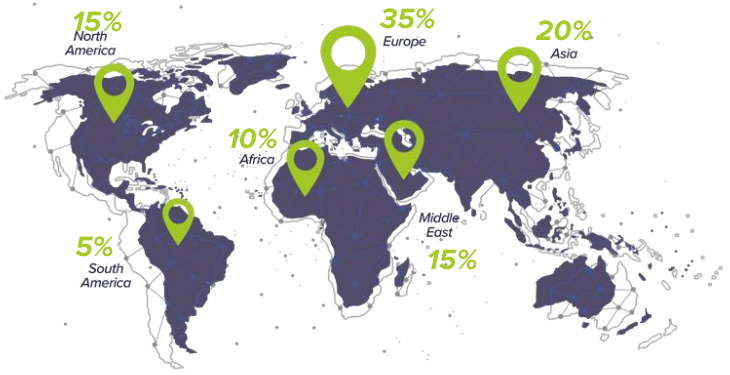 15%
North
America
35%
Europe
20%
Asia
10%
Africa
Middle
East
15%
5%
South
America